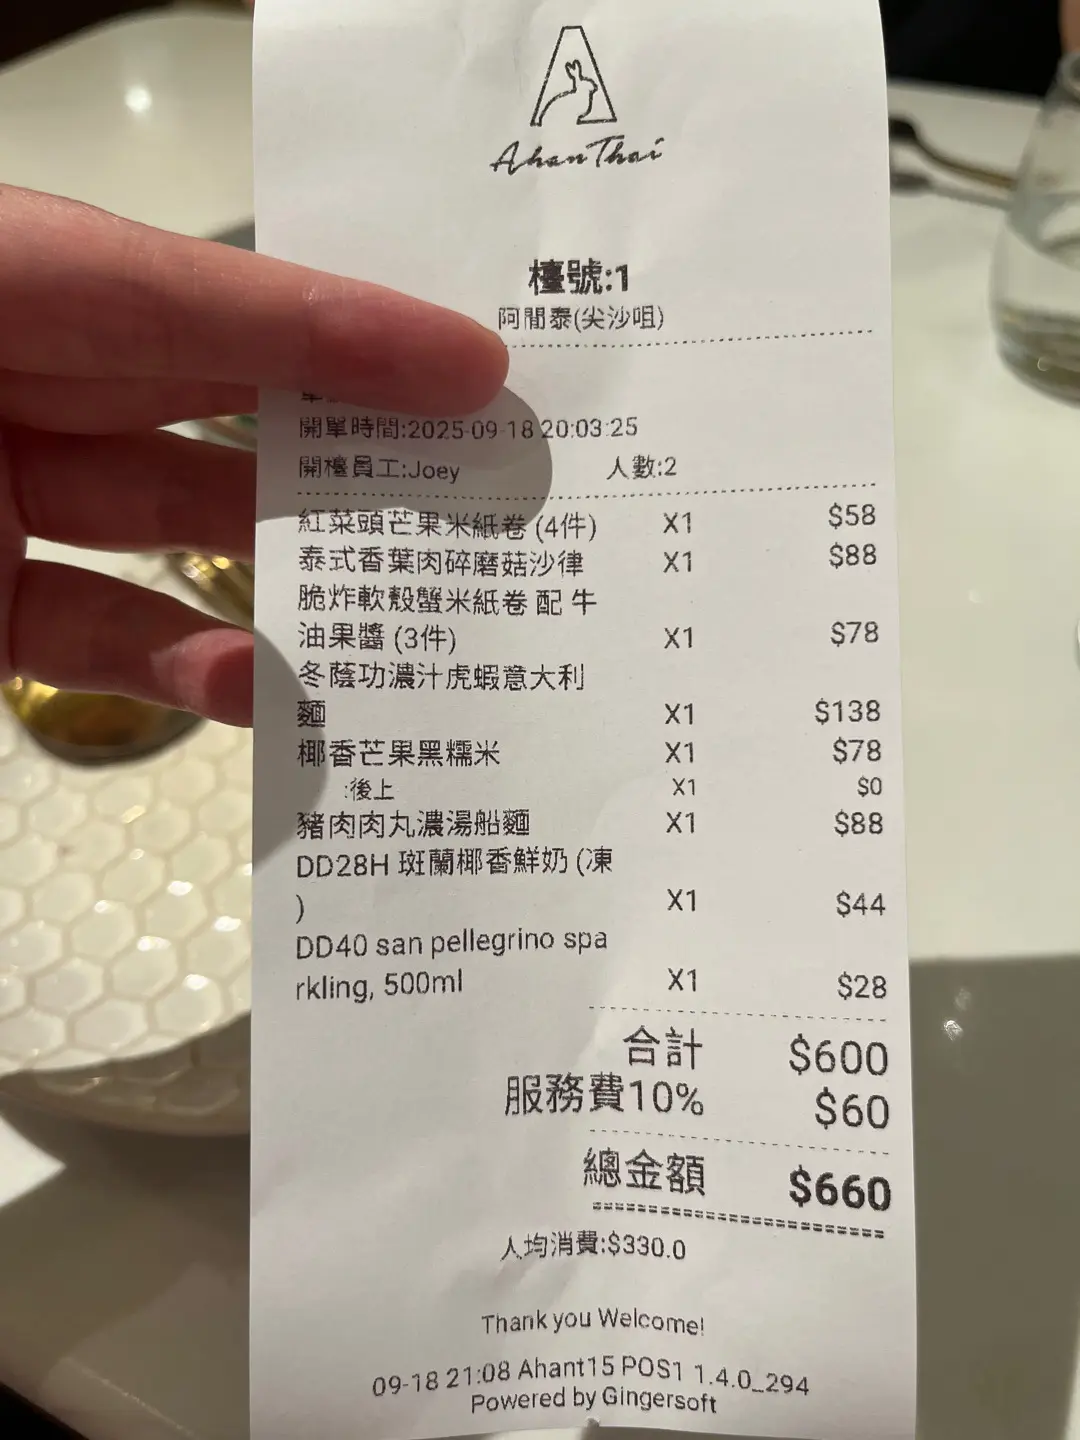 Ahan Thai
檯號:1
阿閒泰(尖沙咀)
開單時間:2025-09-18 20:03:25
開檯員工:Joey 人數:2
紅菜頭芒果米紙卷 (4件) X1 $58
泰式香葉肉碎磨菇沙律 X1 $88
脆炸軟殼蟹米紙卷 配 牛
油果醬 (3件) X1 $78
冬蔭功濃汁虎蝦意大利
麵 X1 $138
椰香芒果黑糯米 X1 $78
:後上 X1 $0
豬肉肉丸濃湯船麵 X1 $88
DD28H 斑蘭椰香鮮奶 (凍
) X1 $44
DD40 san pellegrino spa
rkling, 500ml X1 $28
合計 $600
服務費10% $60
總金額 $660
人均消費:$330.0
Thank you Welcome!
09-18 21:08 Ahant15 POS1 1.4.0_294
Powered by Gingersoft